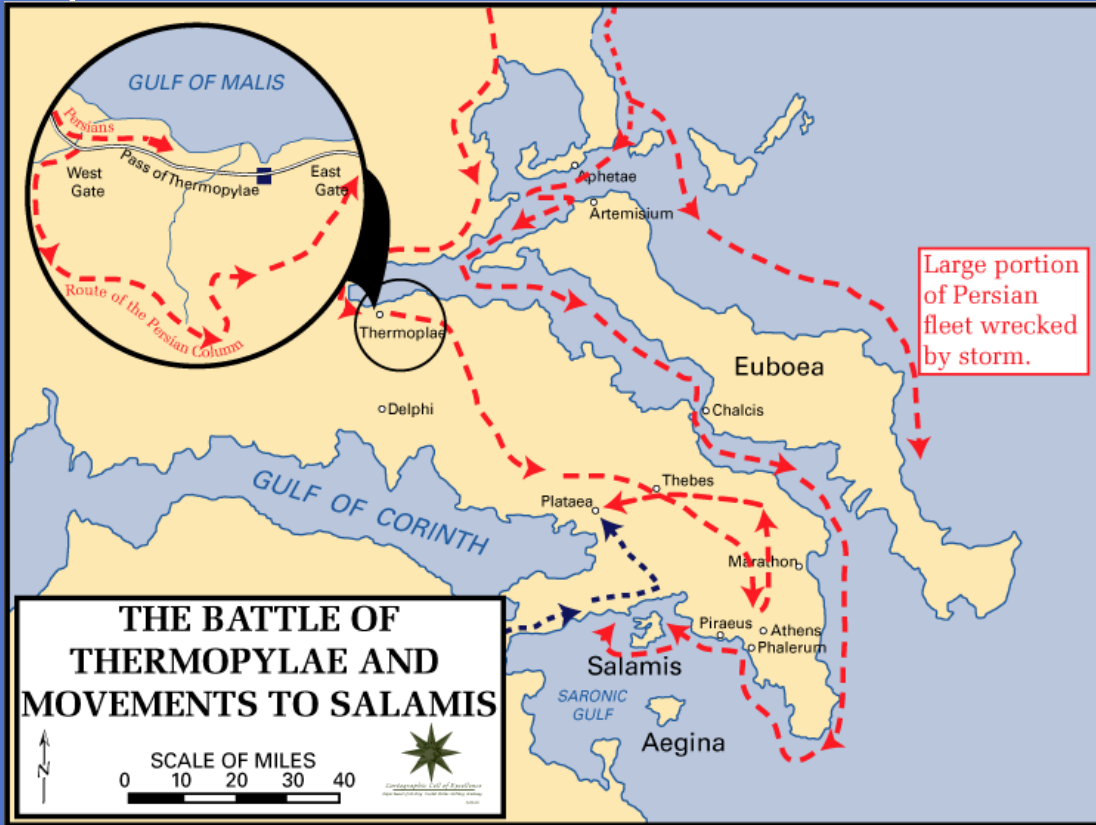 GULF OF MALIS
Persians
Pass of Thermopylae
West
Gate
East
Gate
Route of the Persian Column
Aphetae
Artemisium
Large portion
of Persian
fleet wrecked
by storm.
Thermoplae
Euboea
Delphi
Chalcis
GULF OF CORINTH
Thebes
Plataea
Marathon
Piraeus
Athens
Phalerum
Salamis
SARONIC
GULF
Aegina
THE BATTLE OF
THERMOPYLAE AND
MOVEMENTS TO SALAMIS
N
SCALE OF MILES
0 10 20 30 40
Cartographic Cell of Excellence